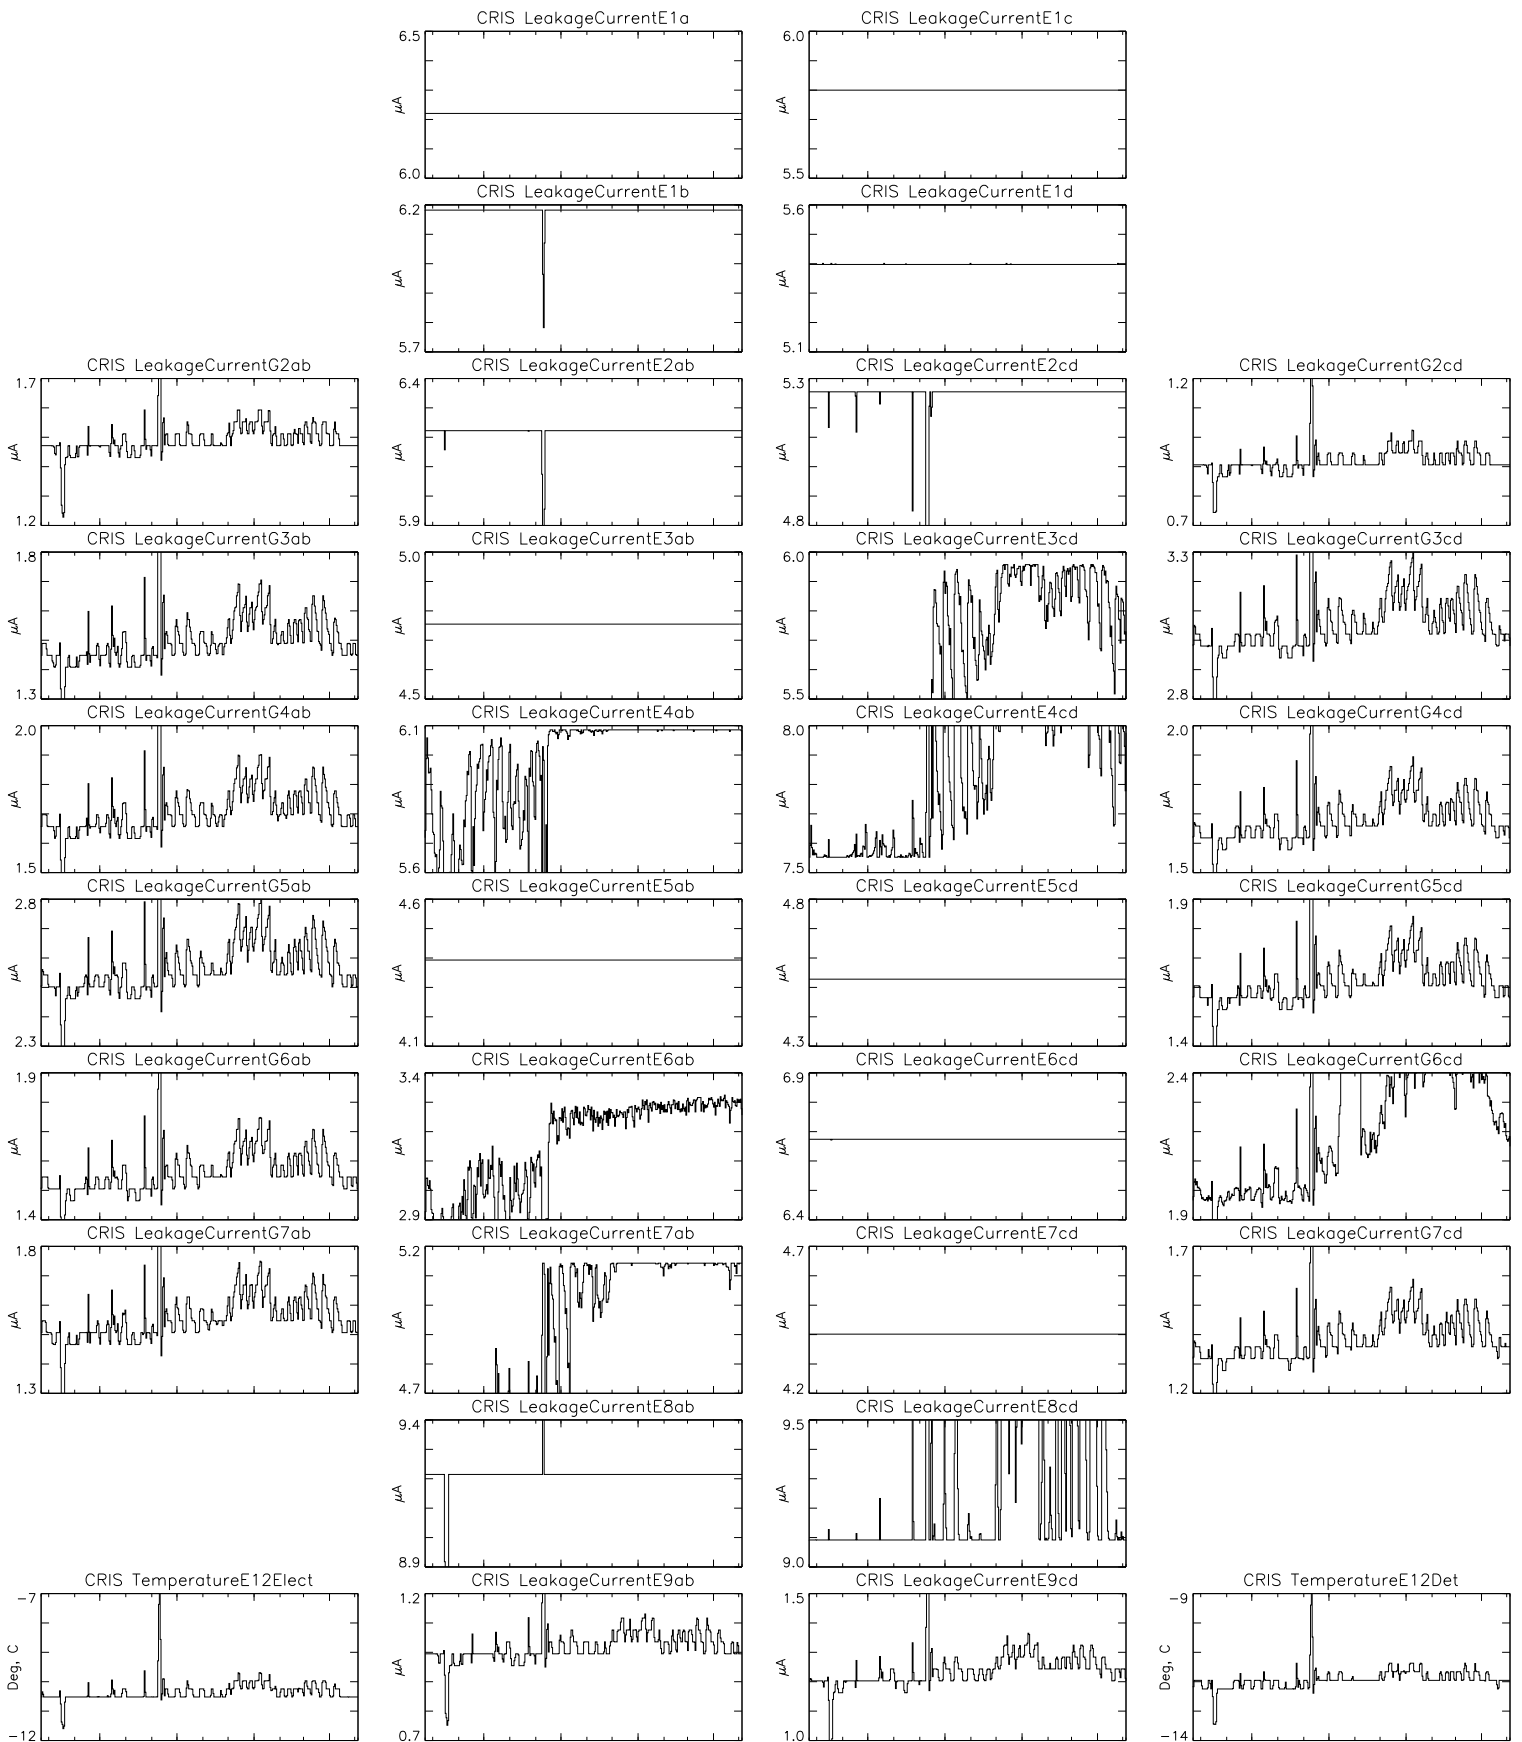 CRIS LeakageCurrentE1a CRIS LeakageCurrentE1c
6.5 6.0
μA μA
6.0 5.5
CRIS LeakageCurrentE1b CRIS LeakageCurrentE1d
6.2 5.6
μA μA
5.7 5.1
CRIS LeakageCurrentG2ab CRIS LeakageCurrentE2ab CRIS LeakageCurrentE2cd CRIS LeakageCurrentG2cd
1.7 6.4 5.3 1.2
μA μA μA μA
1.2 5.9 4.8 0.7
CRIS LeakageCurrentG3ab CRIS LeakageCurrentE3ab CRIS LeakageCurrentE3cd CRIS LeakageCurrentG3cd
1.8 5.0 6.0 3.3
μA μA μA μA
1.3 4.5 5.5 2.8
CRIS LeakageCurrentG4ab CRIS LeakageCurrentE4ab CRIS LeakageCurrentE4cd CRIS LeakageCurrentG4cd
2.0 6.1 8.0 2.0
μA μA μA μA
1.5 5.6 7.5 1.5
CRIS LeakageCurrentG5ab CRIS LeakageCurrentE5ab CRIS LeakageCurrentE5cd CRIS LeakageCurrentG5cd
2.8 4.6 4.8 1.9
μA μA μA μA
2.3 4.1 4.3 1.4
CRIS LeakageCurrentG6ab CRIS LeakageCurrentE6ab CRIS LeakageCurrentE6cd CRIS LeakageCurrentG6cd
1.9 3.4 6.9 2.4
μA μA μA μA
1.4 2.9 6.4 1.9
CRIS LeakageCurrentG7ab CRIS LeakageCurrentE7ab CRIS LeakageCurrentE7cd CRIS LeakageCurrentG7cd
1.8 5.2 4.7 1.7
μA μA μA μA
1.3 4.7 4.2 1.2
CRIS LeakageCurrentE8ab CRIS LeakageCurrentE8cd
9.4 9.5
μA μA
8.9 9.0
CRIS TemperatureE12Elect CRIS LeakageCurrentE9ab CRIS LeakageCurrentE9cd CRIS TemperatureE12Det
-7 1.2 1.5 -9
Deg, C μA μA Deg, C
-12 0.7 1.0 -14